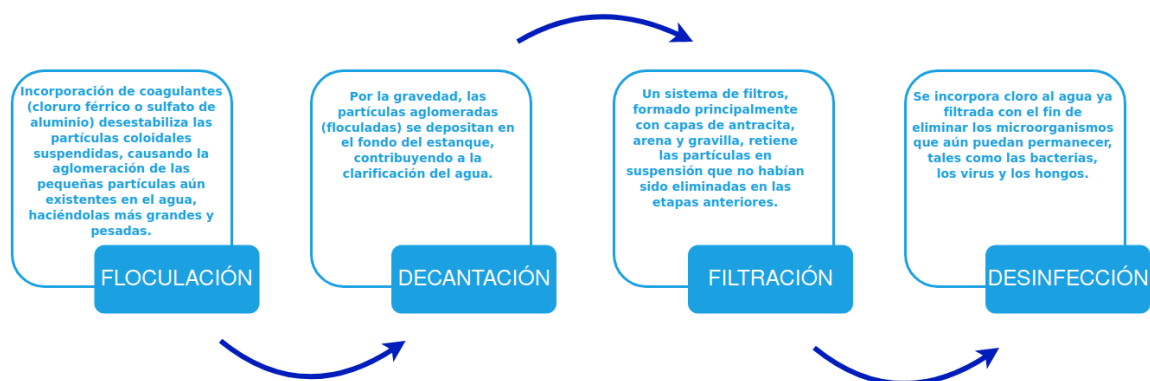 Incorporación de coagulantes
(cloruro férrico o sulfato de
aluminio) desestabiliza las
partículas coloidales
suspendidas, causando la
aglomeración de las
pequeñas partículas aún
existentes en el agua,
haciéndolas más grandes y
pesadas.
FLOCULACIÓN
Por la gravedad, las
partículas aglomeradas
(floculadas) se depositan en
el fondo del estanque,
contribuyendo a la
clarificación del agua.
DECANTACIÓN
Un sistema de filtros,
formado principalmente
con capas de antracita,
arena y gravilla, retiene
las partículas en
suspensión que no habían
sido eliminadas en las
etapas anteriores.
FILTRACIÓN
Se incorpora cloro al agua ya
filtrada con el fin de
eliminar los microorganismos
que aún puedan permanecer,
tales como las bacterias,
los virus y los hongos.
DESINFECCIÓN